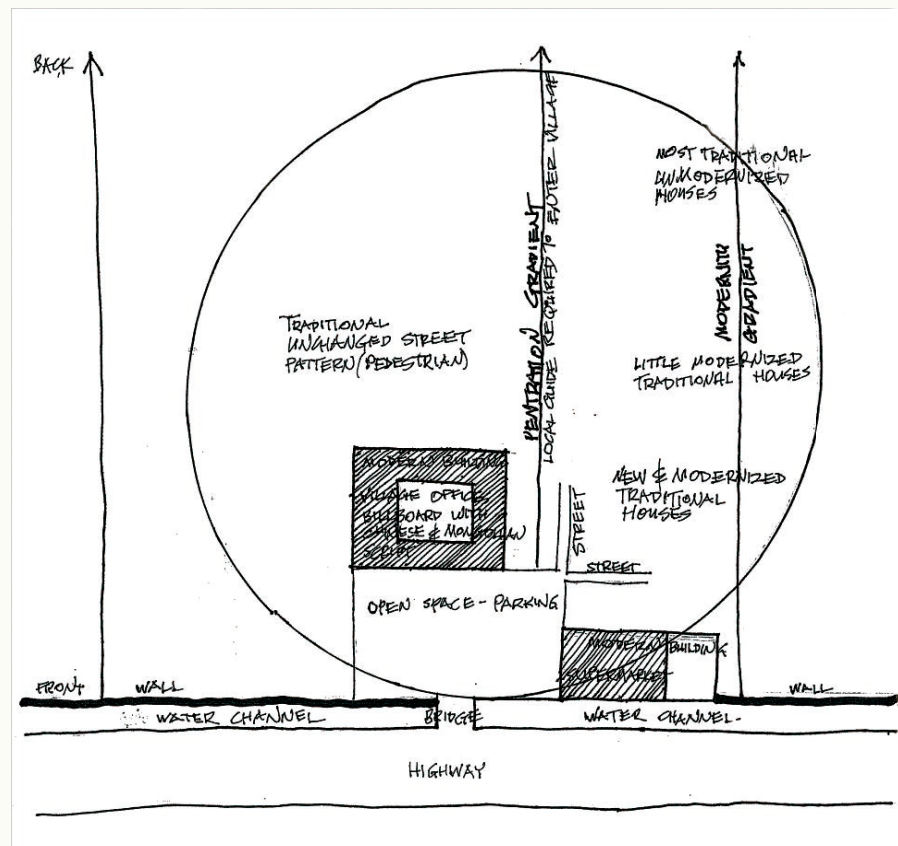 BACK
MOST TRADITIONAL
UNMODERNIZED
HOUSES
PENTRATION GRADIENT
LOCAL GUIDE REQUIRED TO ENTER VILLAGE
MODERNITY
GRADIENT
TRADITIONAL
UNCHANGED STREET
PATTERN (PEDESTRIAN)
LITTLE MODERNIZED
TRADITIONAL HOUSES
MODERN BUILDING
VILLAGE OFFICE
BILLBOARD WITH
CHINESE & MONGOLIAN
SCRIPT
NEW & MODERNIZED
TRADITIONAL
HOUSES
STREET
STREET
OPEN SPACE - PARKING
MODERN BUILDING
SUPERMARKET
FRONT
WALL
WALL
WATER CHANNEL
BRIDGE
WATER CHANNEL-
HIGHWAY